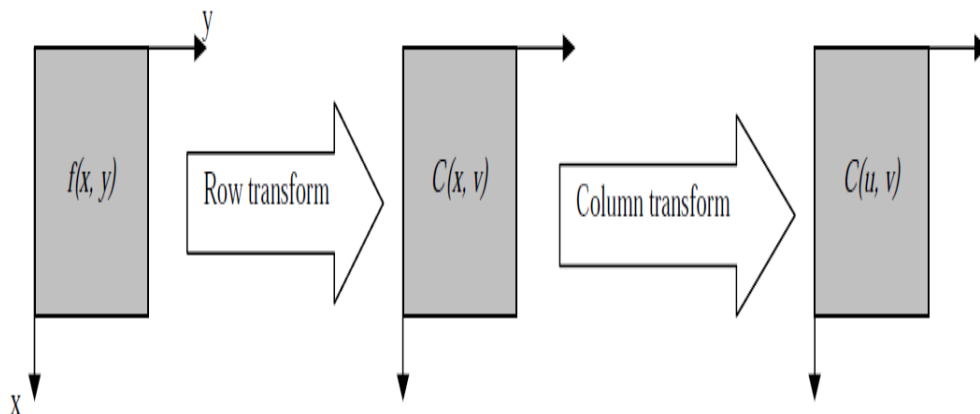 y
f(x, y)
Row transform
C(x, v)
Column transform
C(u, v)
x